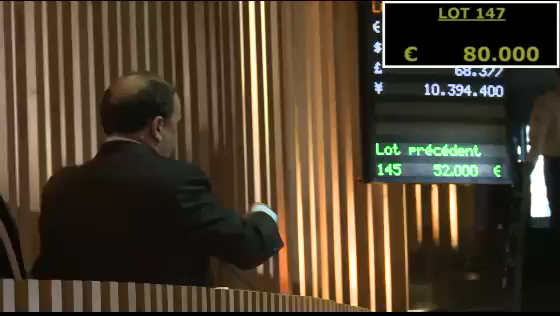 LOT 147
€ 80.000
€
$
£ 68.377
¥ 10.394.400
Lot précédent
145 52.000 €